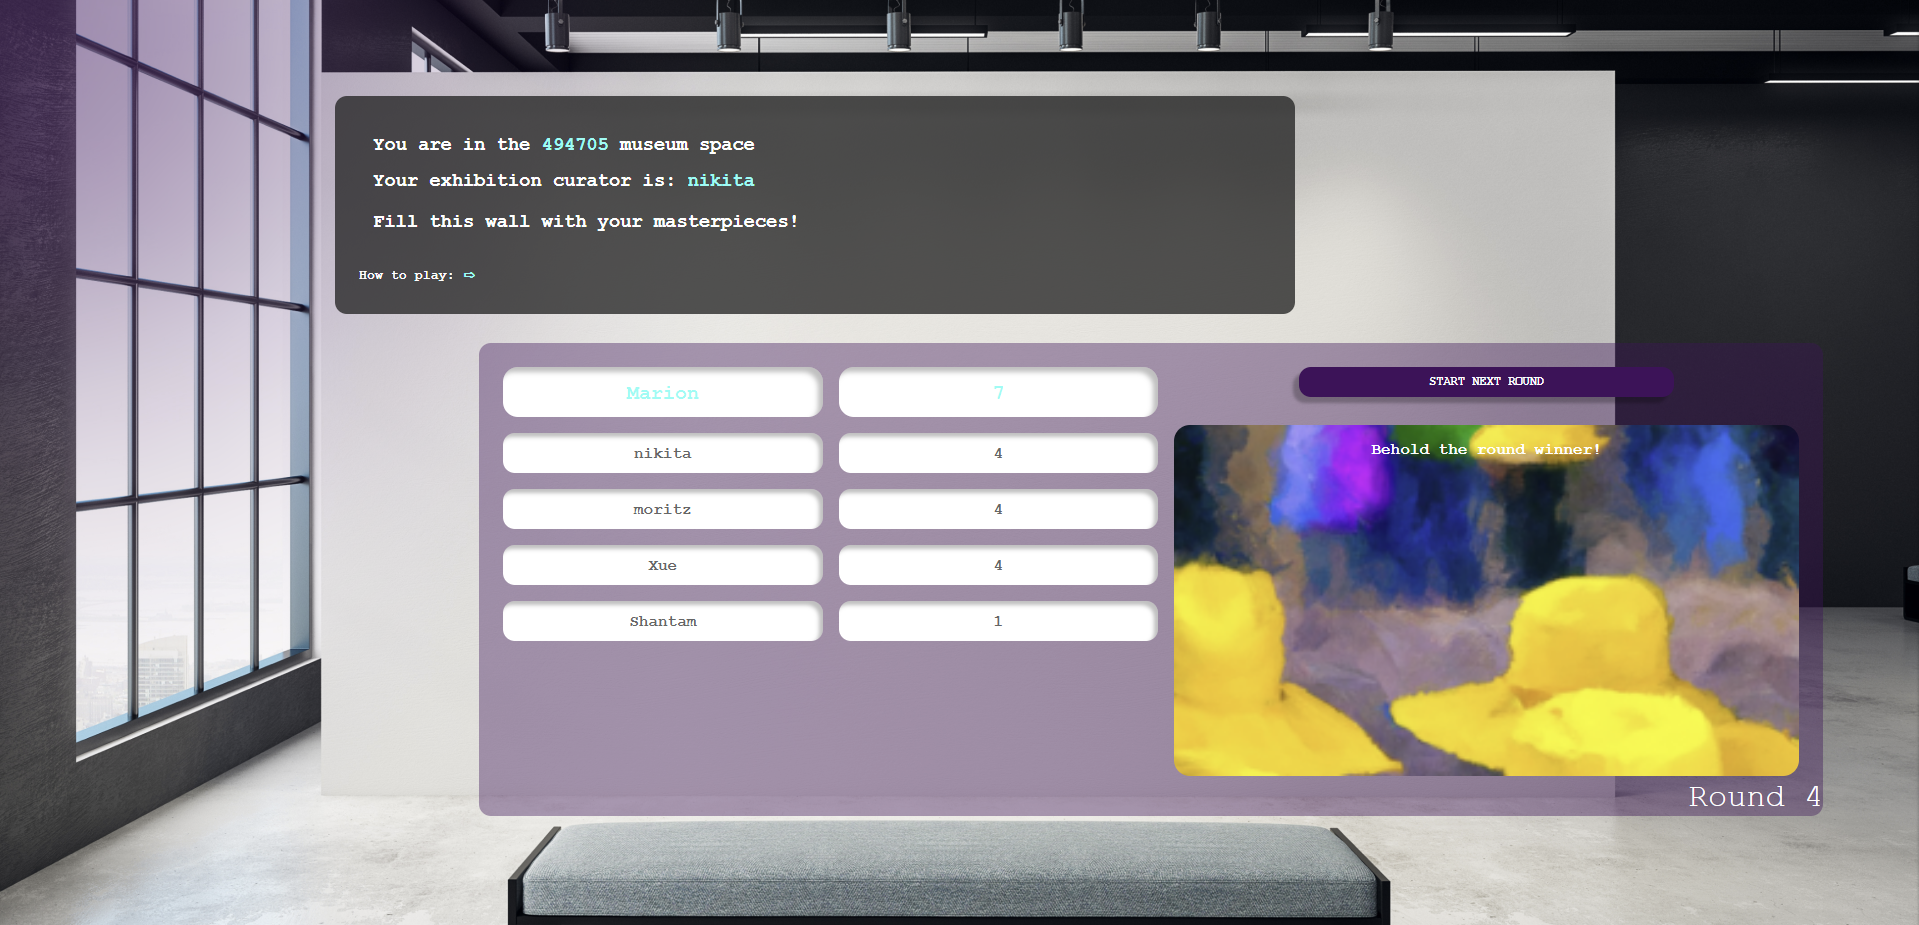 You are in the 494705 museum space
Your exhibition curator is: nikita
Fill this wall with your masterpieces!
How to play: ⇨
Marion 7
nikita 4
moritz 4
Xue 4
Shantam 1
START NEXT ROUND
Behold the round winner!
Round 4